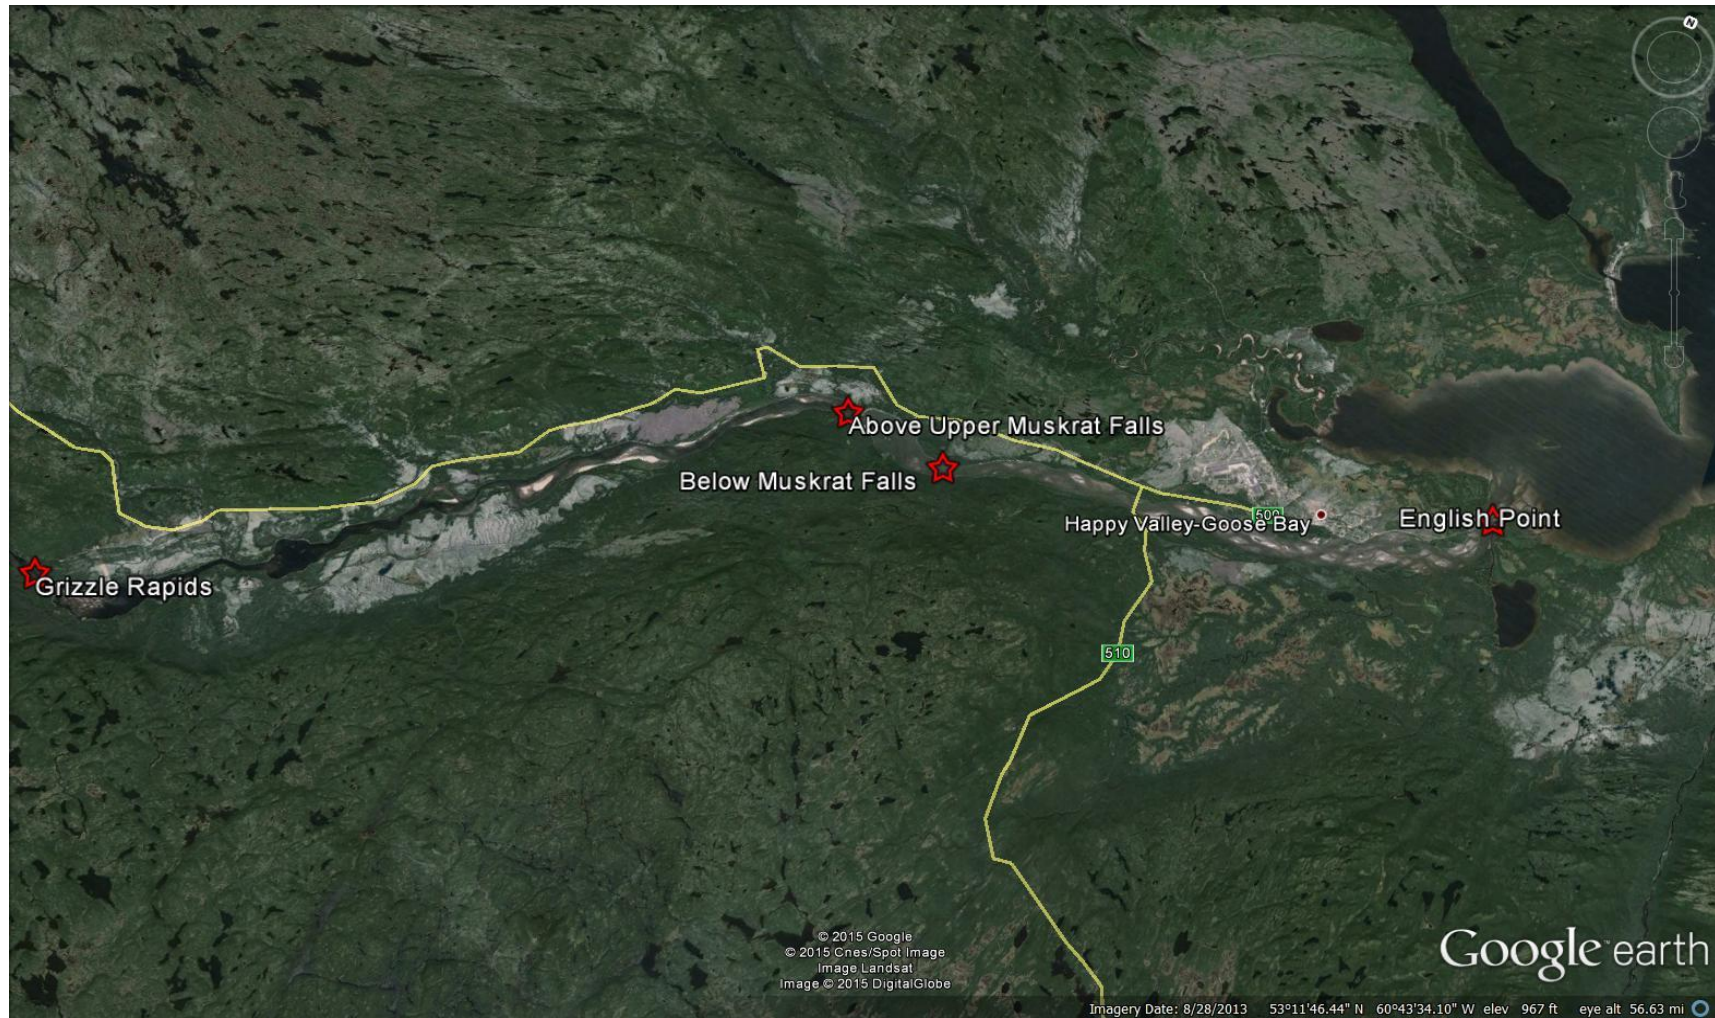 N
Above Upper Muskrat Falls
Below Muskrat Falls
500
English Point
Happy Valley-Goose Bay
Grizzle Rapids
510
© 2015 Google
© 2015 Cnes/Spot Image
Image Landsat
Image © 2015 DigitalGlobe
Google earth
Imagery Date: 8/28/2013 53°11'46.44" N 60°43'34.10" W elev 967 ft eye alt 56.63 mi